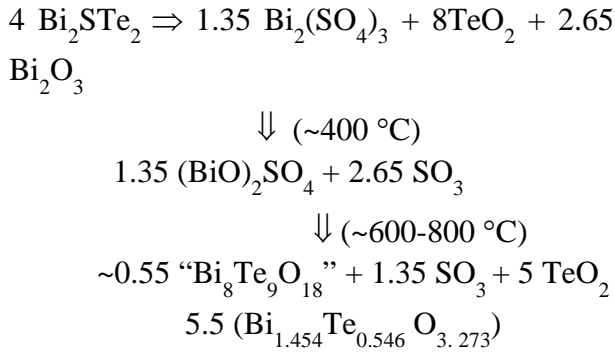 4 Bi₂STe₂ ⇒ 1.35 Bi₂(SO₄)₃ + 8TeO₂ + 2.65
Bi₂O₃
⇓ (~400 °C)
1.35 (BiO)₂SO₄ + 2.65 SO₃
⇓ (~600-800 °C)
~0.55 “Bi₈Te₉O₁₈” + 1.35 SO₃ + 5 TeO₂
5.5 (Bi₁.₄₅₄Te₀.₅₄₆ O₃. ₂₇₃)